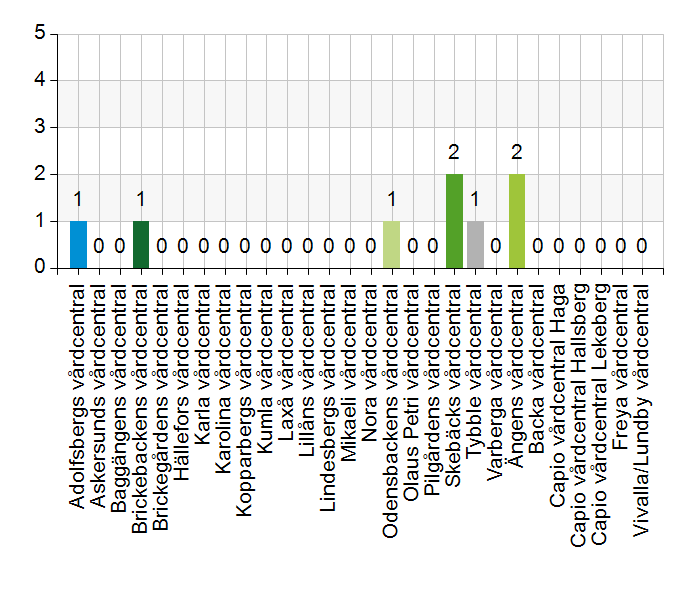 5
4
3
2
1
0
1
0
0
1
0
0
0
0
0
0
0
0
0
0
0
1
0
0
2
1
0
2
0
0
0
0
0
0
Adolfsbergs vårdcentral
Askersunds vårdcentral
Baggängens vårdcentral
Brickebackens vårdcentral
Brickegårdens vårdcentral
Hällefors vårdcentral
Karla vårdcentral
Karolina vårdcentral
Kopparbergs vårdcentral
Kumla vårdcentral
Laxå vårdcentral
Lillåns vårdcentral
Lindesbergs vårdcentral
Mikaeli vårdcentral
Nora vårdcentral
Odensbackens vårdcentral
Olaus Petri vårdcentral
Pilgårdens vårdcentral
Skebäcks vårdcentral
Tybble vårdcentral
Varberga vårdcentral
Ängens vårdcentral
Backa vårdcentral
Capio vårdcentral Haga
Capio vårdcentral Hallsberg
Capio vårdcentral Lekeberg
Freya vårdcentral
Vivalla/Lundby vårdcentral